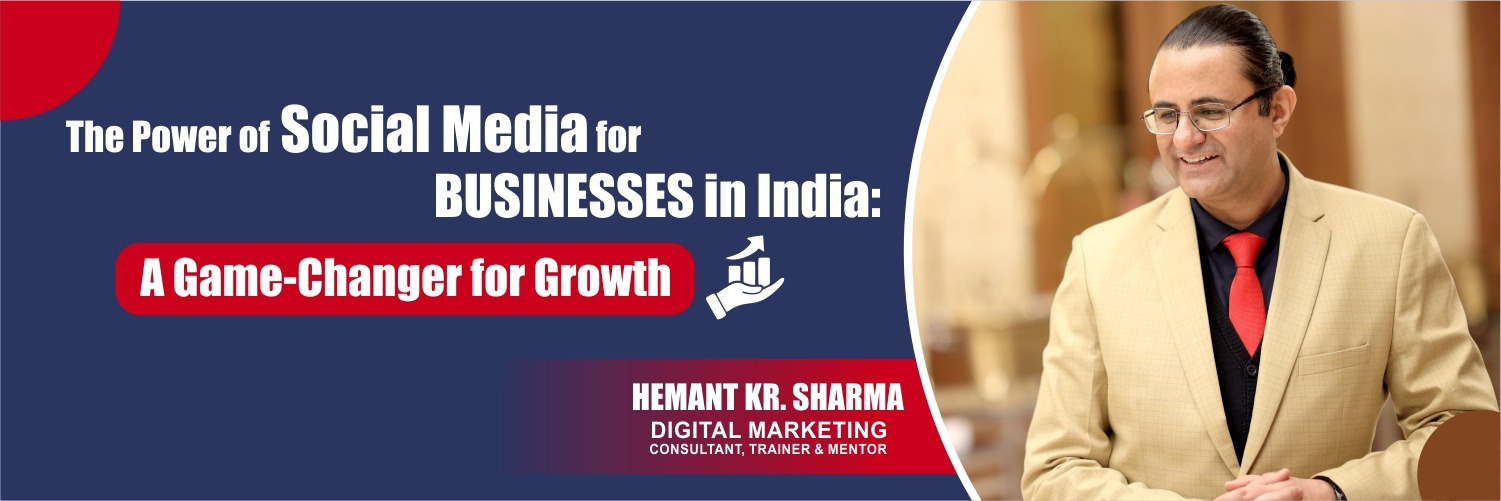 The Power of Social Media for
BUSINESSES in India:
A Game-Changer for Growth
HEMANT KR. SHARMA
DIGITAL MARKETING
CONSULTANT, TRAINER & MENTOR